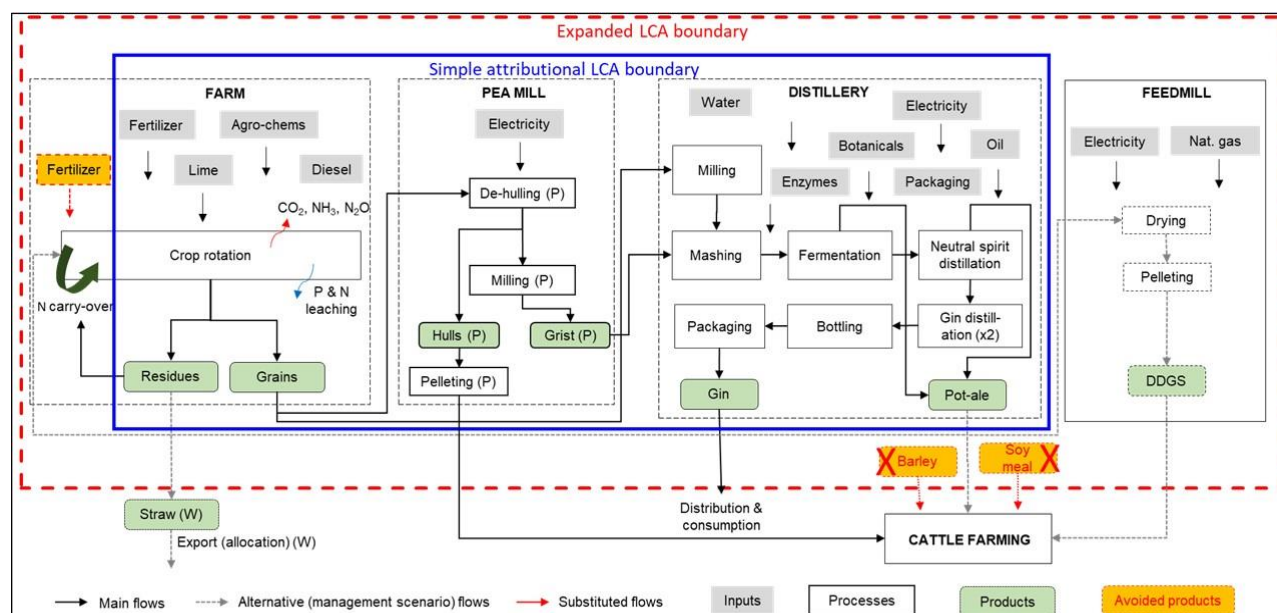 Expanded LCA boundary
Simple attributional LCA boundary
FARM
Fertilizer
Agro-chems
Lime
Diesel
Fertilizer
CO₂, NH₃, N₂O
Crop rotation
N carry-over
P & N
leaching
Residues
Grains
PEA MILL
Electricity
De-hulling (P)
Milling (P)
Hulls (P)
Grist (P)
Pelleting (P)
DISTILLERY
Water
Electricity
Botanicals
Oil
Enzymes
Packaging
Milling
Mashing
Fermentation
Neutral spirit
distillation
Packaging
Bottling
Gin distill-
ation (x2)
Gin
Pot-ale
FEEDMILL
Electricity
Nat. gas
Drying
Pelleting
DDGS
X
Barley
Soy
meal
X
Straw (W)
Export (allocation) (W)
Distribution &
consumption
CATTLE FARMING
Main flows
Alternative (management scenario) flows
Substituted flows
Inputs
Processes
Products
Avoided products